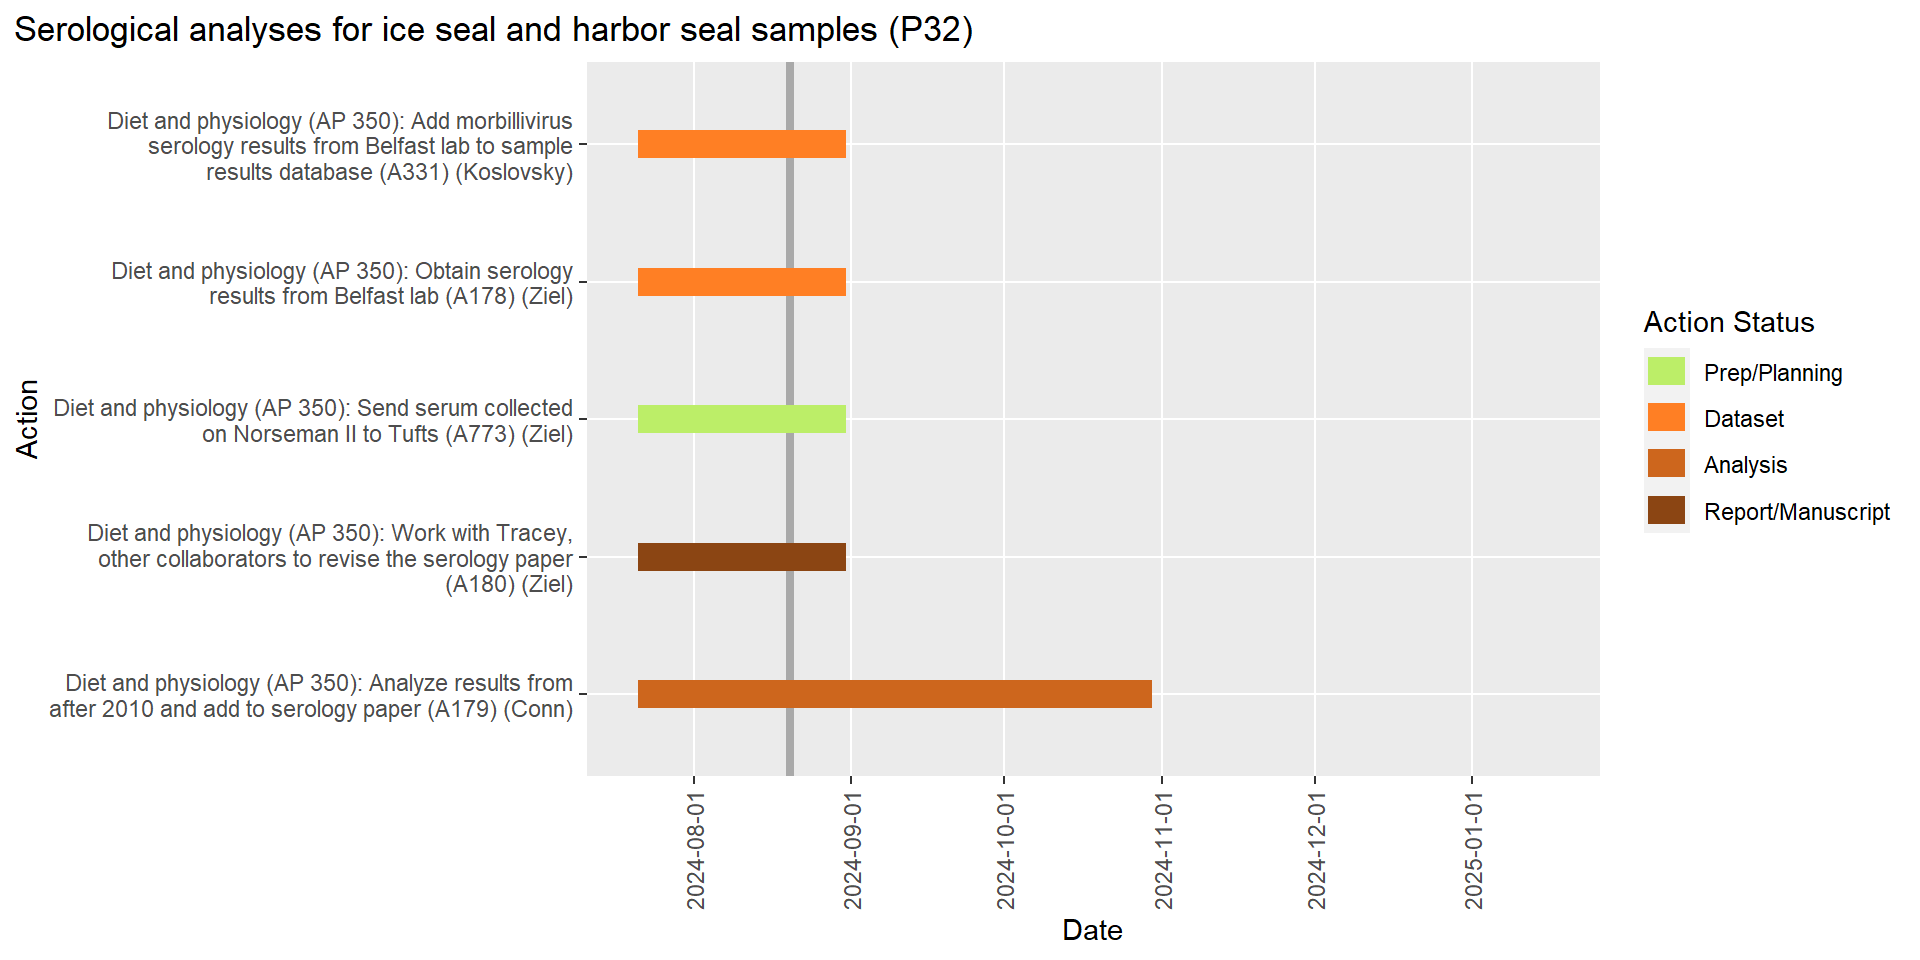 Serological analyses for ice seal and harbor seal samples (P32)
Diet and physiology (AP 350): Add morbillivirus
serology results from Belfast lab to sample
results database (A331) (Koslovsky)
Diet and physiology (AP 350): Obtain serology
results from Belfast lab (A178) (Ziel)
Diet and physiology (AP 350): Send serum collected
on Norseman II to Tufts (A773) (Ziel)
Diet and physiology (AP 350): Work with Tracey,
other collaborators to revise the serology paper
(A180) (Ziel)
Diet and physiology (AP 350): Analyze results from
after 2010 and add to serology paper (A179) (Conn)
Action
2024-08-01
2024-09-01
2024-10-01
2024-11-01
2024-12-01
2025-01-01
Date
Action Status
Prep/Planning
Dataset
Analysis
Report/Manuscript